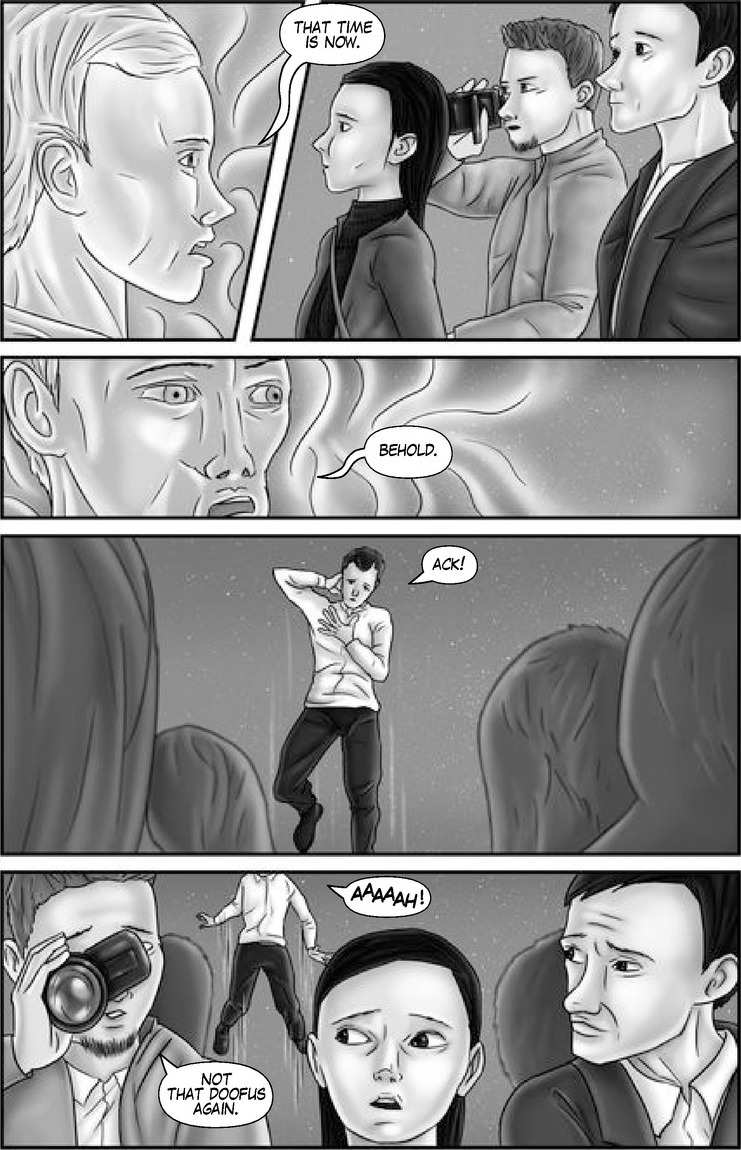 THAT TIME
IS NOW.
BEHOLD.
ACK!
AAAAAH!
NOT
THAT DOOFUS
AGAIN.